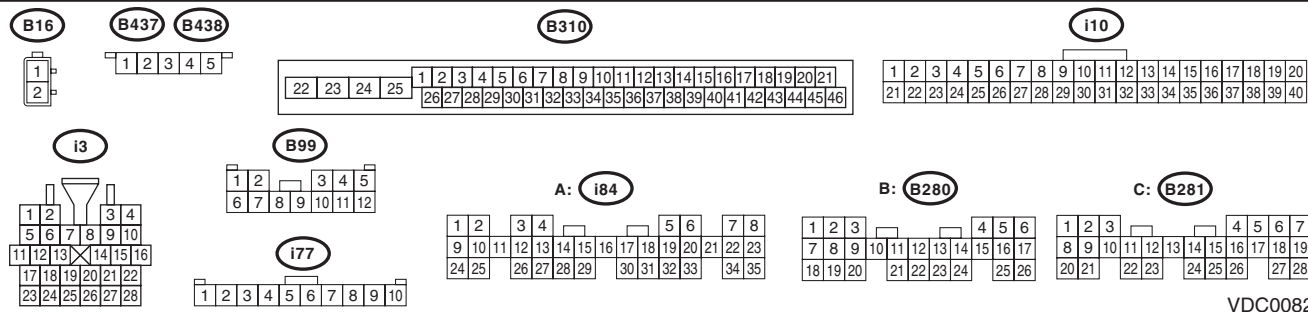 B16
B437 B438
B310
i10
1
2
1 2 3 4 5
1 2 3 4 5 6 7 8 9 10 11 12 13 14 15 16 17 18 19 20 21
22 23 24 25
26 27 28 29 30 31 32 33 34 35 36 37 38 39 40 41 42 43 44 45 46
1 2 3 4 5 6 7 8 9 10 11 12 13 14 15 16 17 18 19 20
21 22 23 24 25 26 27 28 29 30 31 32 33 34 35 36 37 38 39 40
i3
1 2 3 4
5 6 7 8 9 10
11 12 13 14 15 16
17 18 19 20 21 22
23 24 25 26 27 28
B99
1 2 3 4 5
6 7 8 9 10 11 12
i77
1 2 3 4 5 6 7 8 9 10
A: i84
1 2 3 4 5 6 7 8
9 10 11 12 13 14 15 16 17 18 19 20 21 22 23
24 25 26 27 28 29 30 31 32 33 34 35
B: B280
1 2 3 4 5 6
7 8 9 10 11 12 13 14 15 16 17
18 19 20 21 22 23 24 25 26
C: B281
1 2 3 4 5 6 7
8 9 10 11 12 13 14 15 16 17 18 19
20 21 22 23 24 25 26 27 28
VDC0082